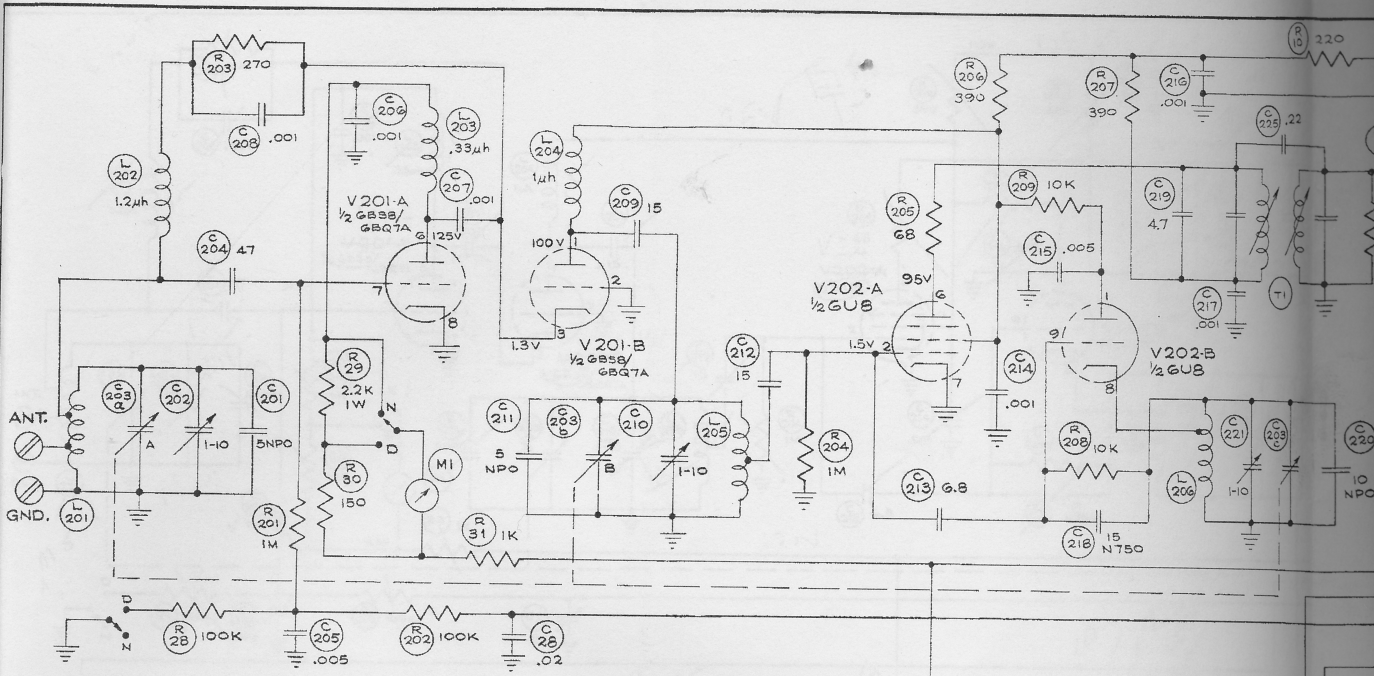 R
203
270
C
208
.001
L
202
1.2µh
C
204
47
C
206
.001
L
203
.33µh
C
207
.001
V201-A
½ 6BS8/
6BQ7A
6
125V
7
8
L
204
1µh
C
209
15
100V
1
2
3
1.3V
V201-B
½ 6BS8/
6BQ7A
R
206
390
R
207
390
C
216
.001
R
10
220
C
225
.22
R
205
68
R
209
10K
C
219
4.7
C
215
.005
95V
6
V202-A
½ 6U8
1.5V
2
7
C
217
.001
T1
1
9
8
V202-B
½ 6U8
C
214
.001
C
212
15
ANT.
GND.
L
201
C
203
a
A
C
202
1-10
C
201
5NPO
R
29
2.2K
1W
N
D
R
30
150
M1
R
201
1M
R
31
1K
C
211
5
NPO
C
203
b
B
C
210
1-10
L
205
R
204
1M
C
213
6.8
R
208
10K
C
218
15
N750
L
206
C
221
1-10
C
203
c
C
220
10
NPO
D
N
R
28
100K
C
205
.005
R
202
100K
C
28
.02